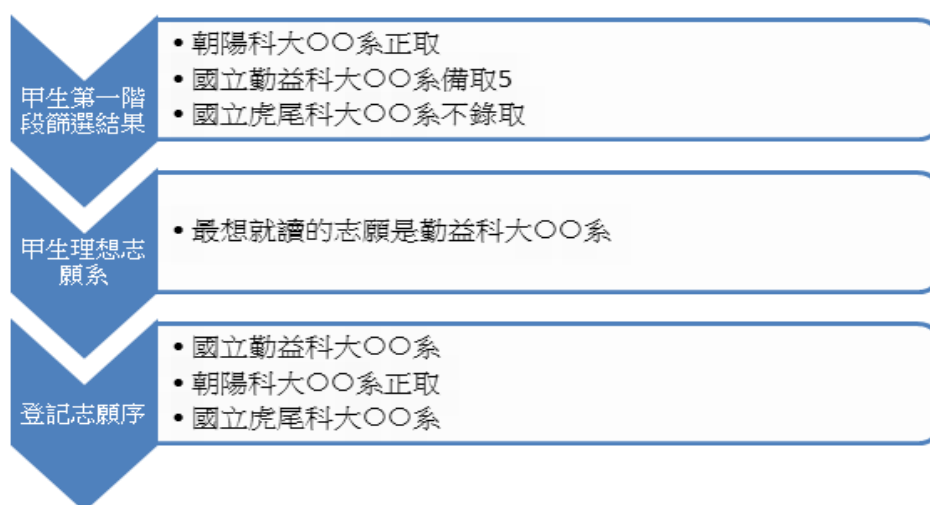 甲生第一階
段篩選結果
• 朝陽科大〇〇系正取
• 國立勤益科大〇〇系備取5
• 國立虎尾科大〇〇系不錄取
甲生理想志
願系
• 最想就讀的志願是勤益科大〇〇系
登記志願序
• 國立勤益科大〇〇系
• 朝陽科大〇〇系正取
• 國立虎尾科大〇〇系